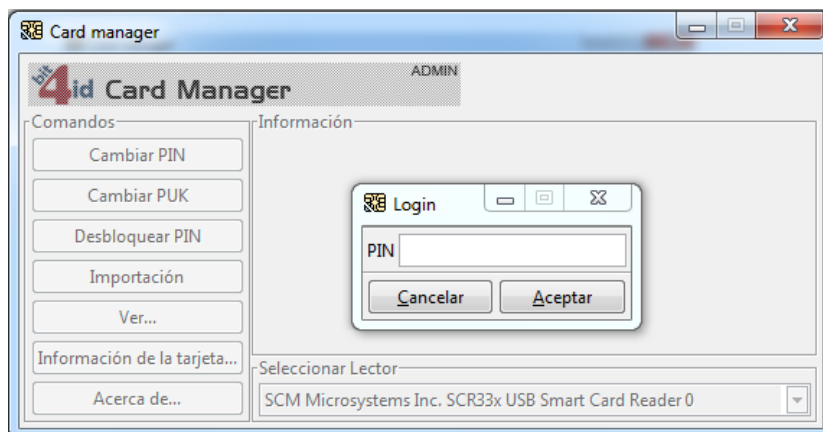 Card manager
bit4id Card Manager ADMIN
Comandos
Cambiar PIN
Cambiar PUK
Desbloquear PIN
Importación
Ver...
Información de la tarjeta...
Acerca de...
Información
Login
PIN
Cancelar Aceptar
Seleccionar Lector
SCM Microsystems Inc. SCR33x USB Smart Card Reader 0